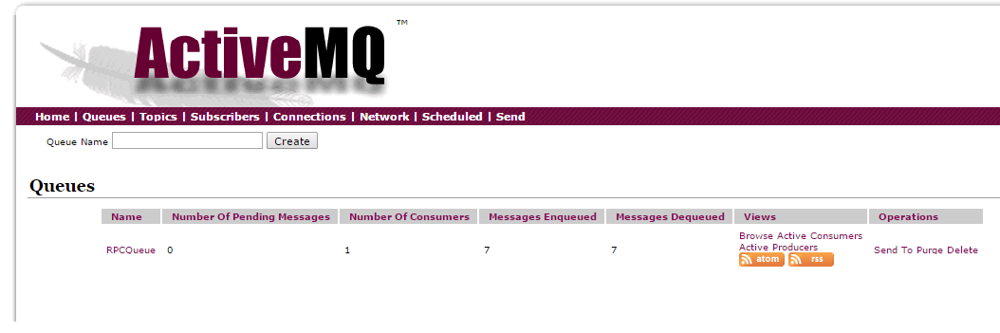 ActiveMQ™
Home | Queues | Topics | Subscribers | Connections | Network | Scheduled | Send
Queue Name Create
Queues
Name Number Of Pending Messages Number Of Consumers Messages Enqueued Messages Dequeued Views Operations
RPCQueue 0 1 7 7 Browse Active Consumers Send To Purge Delete
Active Producers
atom rss